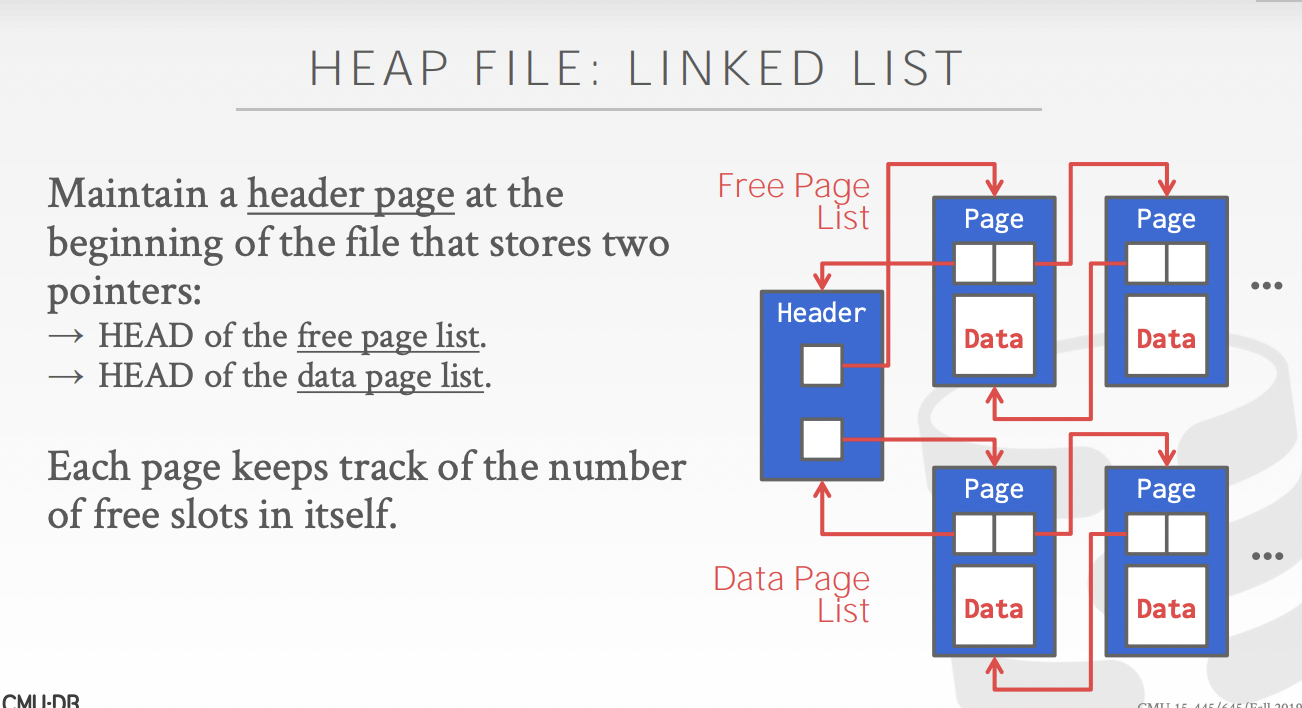 HEAP FILE: LINKED LIST
Maintain a header page at the
beginning of the file that stores two
pointers:
→ HEAD of the free page list.
→ HEAD of the data page list.
Each page keeps track of the number
of free slots in itself.
Free Page
List
Header
Page
Data
Page
Data
...
Data Page
List
Page
Data
Page
Data
...
CMU·DB
CMU 15-445/645 (Fall 2019